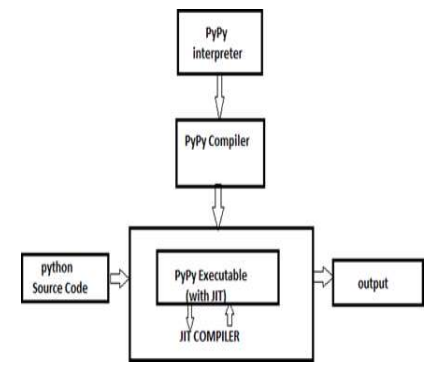 PyPy
interpreter
PyPy Compiler
python
Source Code
PyPy Executable
(with JIT)
JIT COMPILER
output